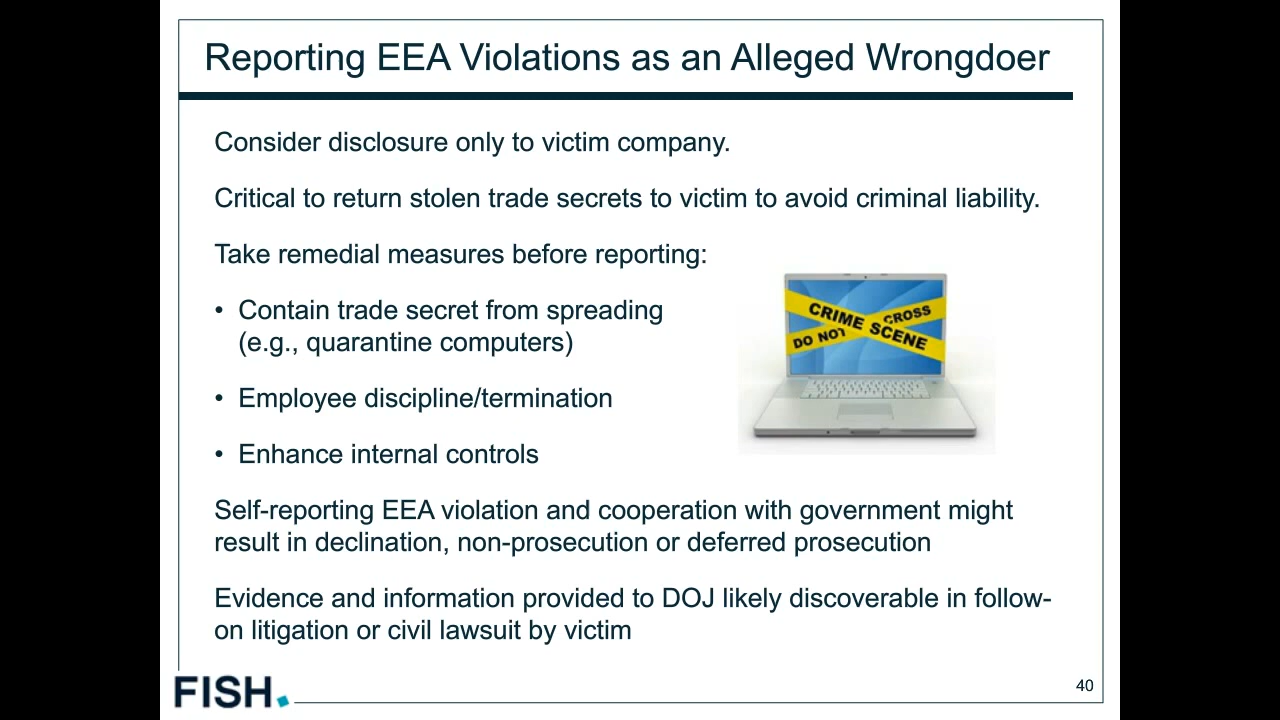 Reporting EEA Violations as an Alleged Wrongdoer
Consider disclosure only to victim company.
Critical to return stolen trade secrets to victim to avoid criminal liability.
Take remedial measures before reporting:
• Contain trade secret from spreading
(e.g., quarantine computers)
CRIME SCENE
DO NOT CROSS
• Employee discipline/termination
• Enhance internal controls
Self-reporting EEA violation and cooperation with government might
result in declination, non-prosecution or deferred prosecution
Evidence and information provided to DOJ likely discoverable in follow-
on litigation or civil lawsuit by victim
FISH.
40